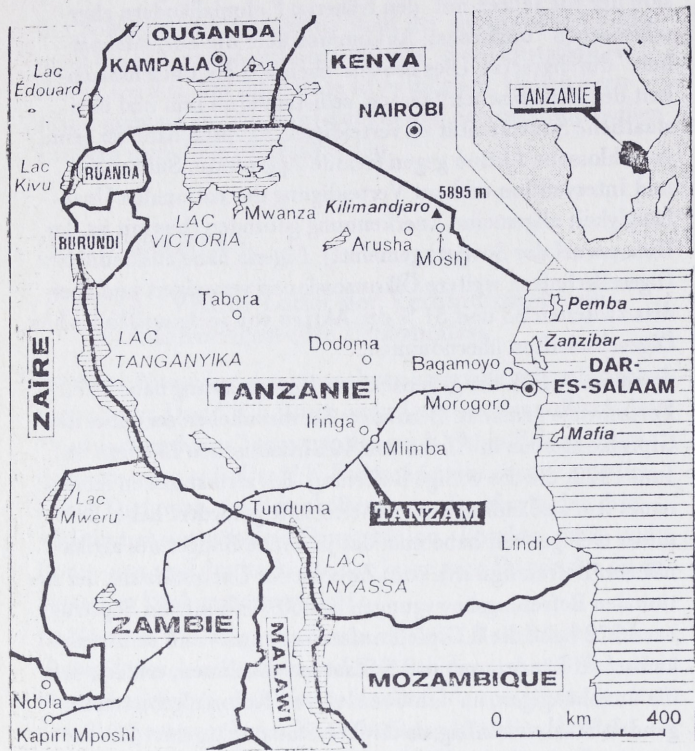 OUGANDA
KAMPALA
KENYA
Lac
Édouard
NAIROBI
TANZANIE
Lac
Kivu
RUANDA
5895 m
Kilimandjaro
Mwanza
LAC
VICTORIA
Arusha
Moshi
BURUNDI
Tabora
Pemba
LAC
TANGANYIKA
Dodoma
Zanzibar
Bagamoyo
DAR-
ES-SALAAM
ZAÏRE
TANZANIE
Morogoro
Iringa
Mlimba
Mafia
Lac
Mweru
Tunduma
TANZAM
Lindi
LAC
NYASSA
ZAMBIE
MALAWI
MOZAMBIQUE
Ndola
Kapiri Mposhi
0 km 400